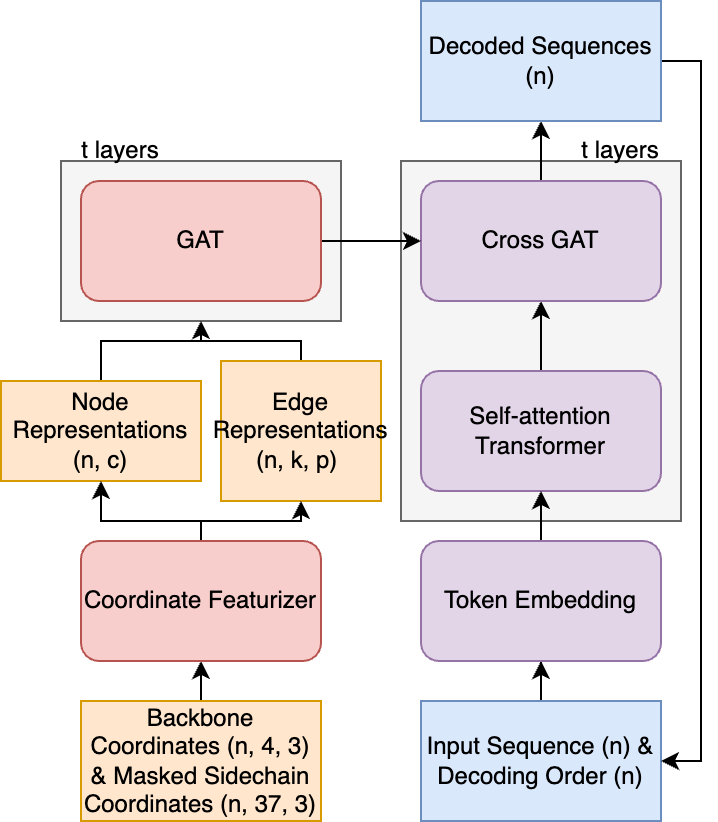 Decoded Sequences
(n)
t layers
t layers
GAT
Cross GAT
Node
Representations
(n, c)
Edge
Representations
(n, k, p)
Self-attention
Transformer
Coordinate Featurizer
Token Embedding
Backbone
Coordinates (n, 4, 3)
& Masked Sidechain
Coordinates (n, 37, 3)
Input Sequence (n) &
Decoding Order (n)